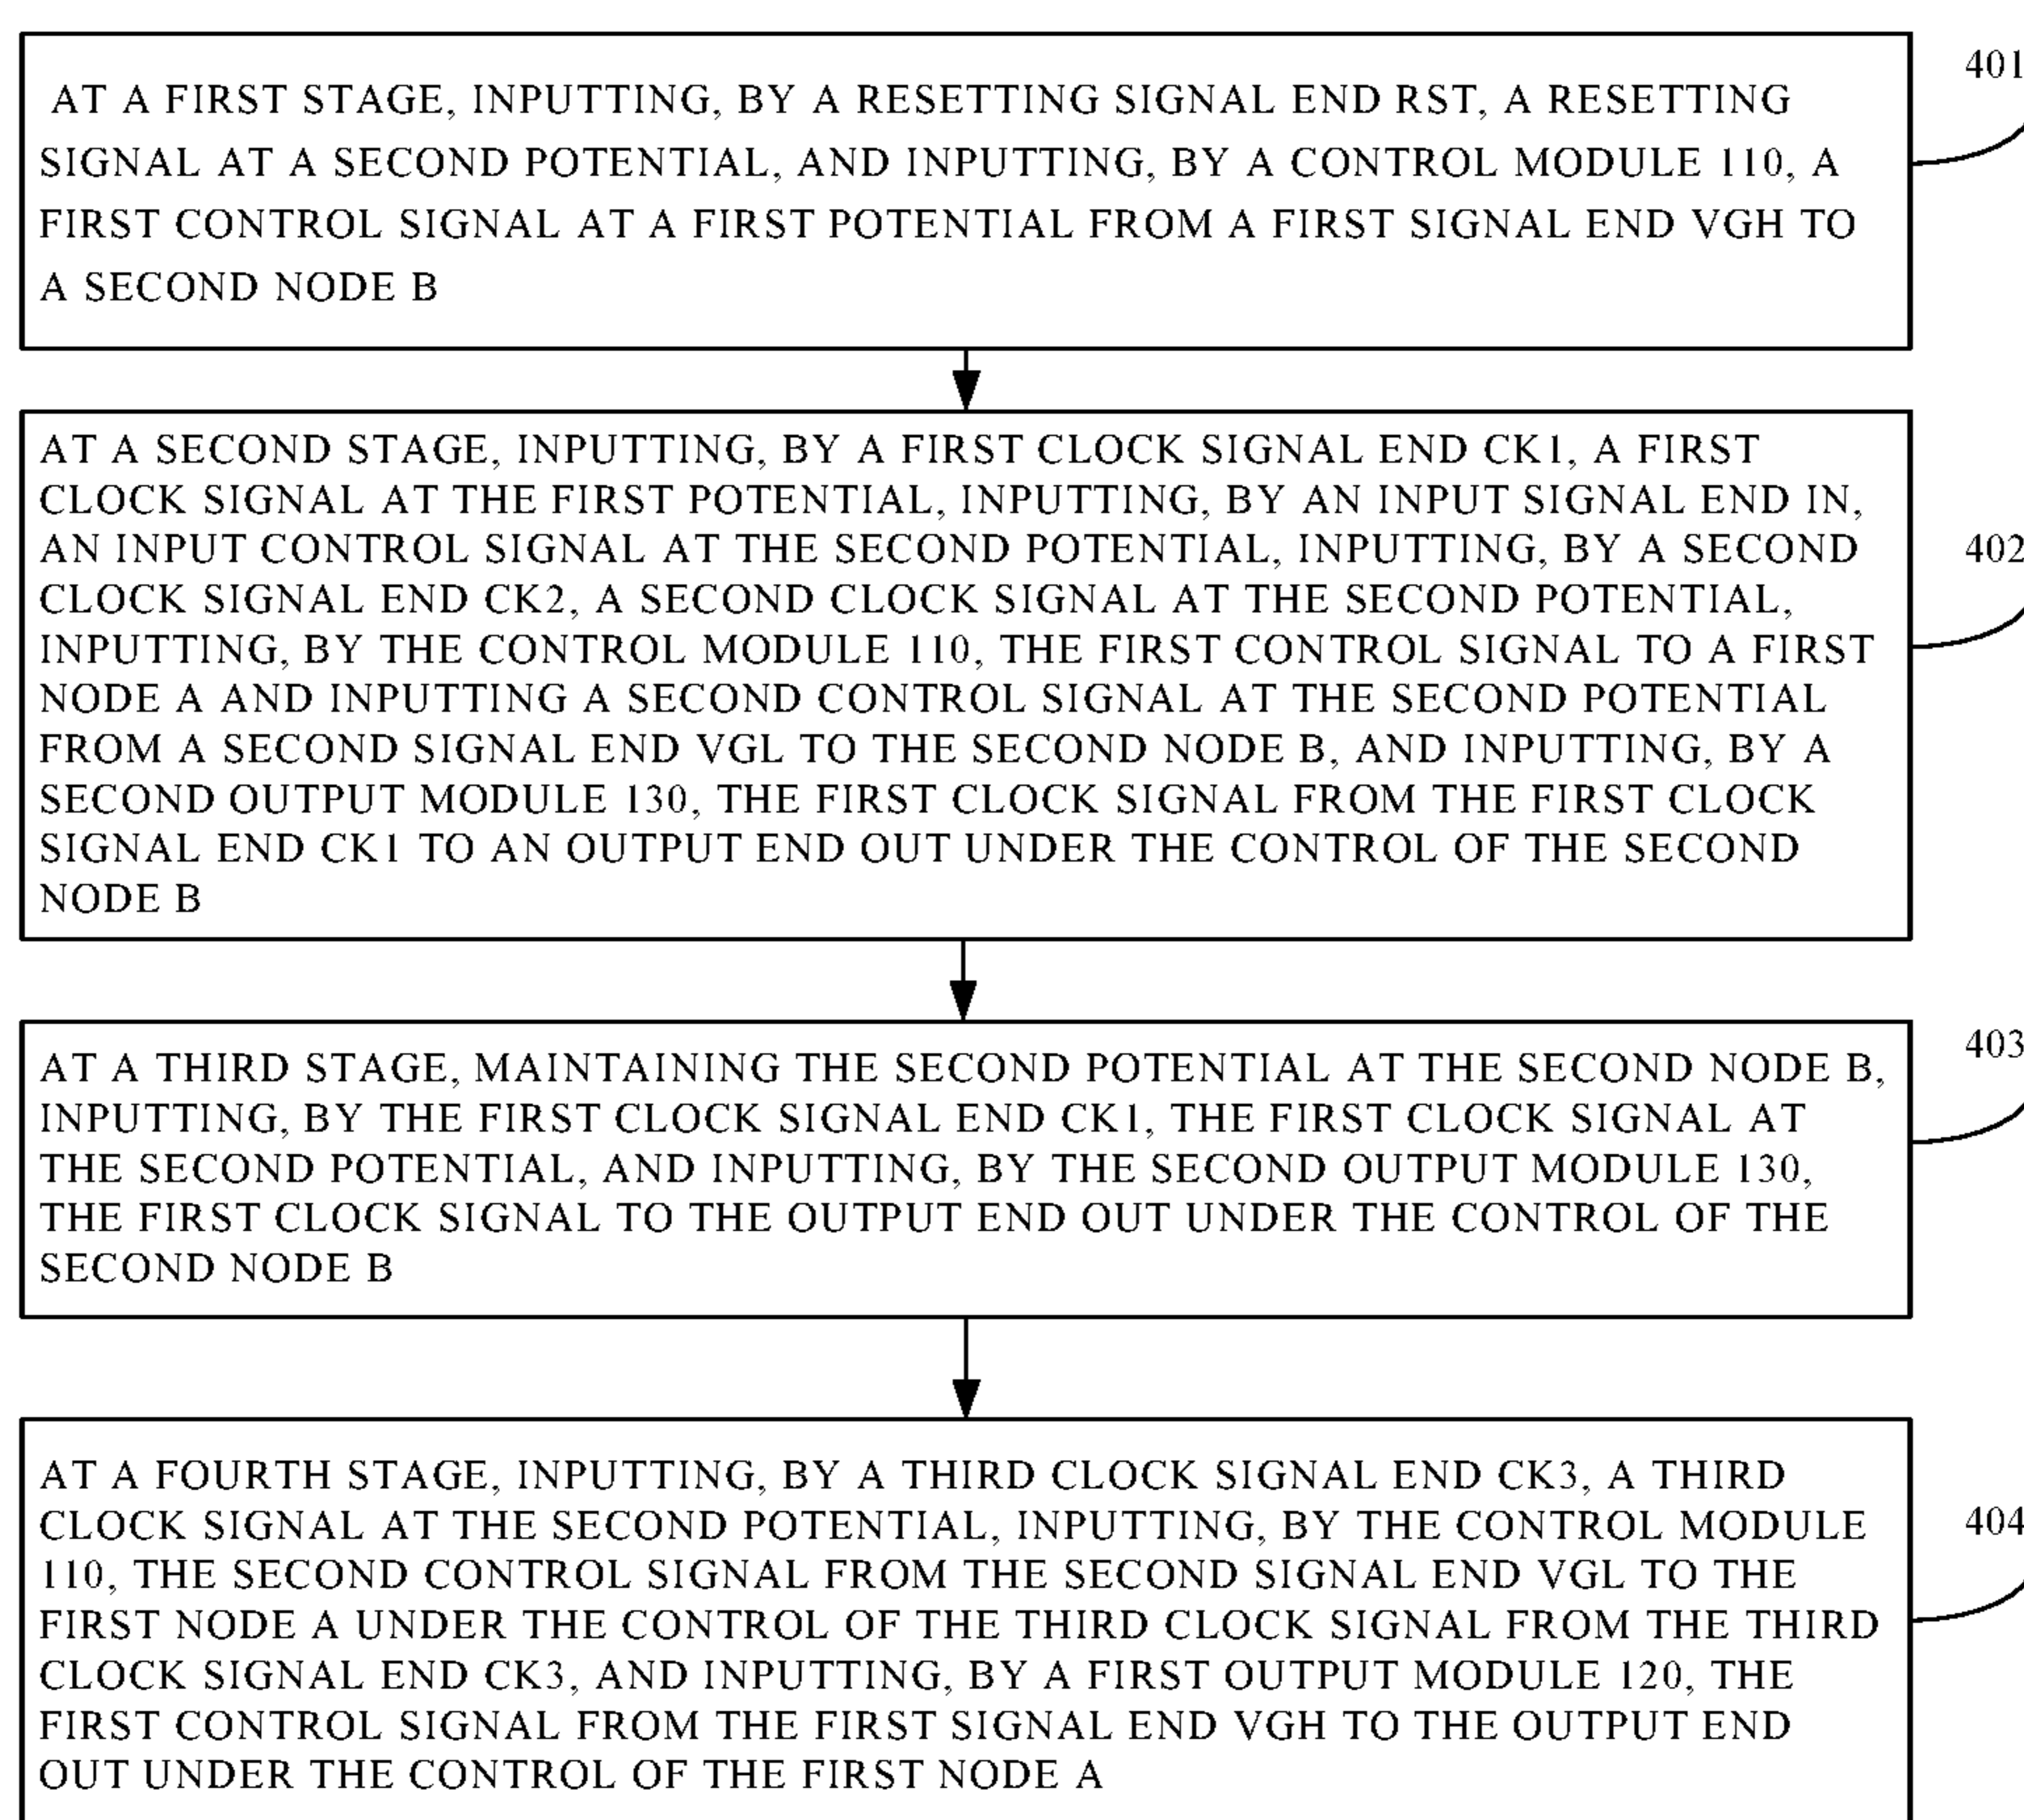 401
AT A FIRST STAGE, INPUTTING, BY A RESETTING SIGNAL END RST, A RESETTING
SIGNAL AT A SECOND POTENTIAL, AND INPUTTING, BY A CONTROL MODULE 110, A
FIRST CONTROL SIGNAL AT A FIRST POTENTIAL FROM A FIRST SIGNAL END VGH TO
A SECOND NODE B
AT A SECOND STAGE, INPUTTING, BY A FIRST CLOCK SIGNAL END CK1, A FIRST
CLOCK SIGNAL AT THE FIRST POTENTIAL, INPUTTING, BY AN INPUT SIGNAL END IN,
AN INPUT CONTROL SIGNAL AT THE SECOND POTENTIAL, INPUTTING, BY A SECOND
402
CLOCK SIGNAL END CK2, A SECOND CLOCK SIGNAL AT THE SECOND POTENTIAL,
INPUTTING, BY THE CONTROL MODULE 110, THE FIRST CONTROL SIGNAL TO A FIRST
NODE A AND INPUTTING A SECOND CONTROL SIGNAL AT THE SECOND POTENTIAL
FROM A SECOND SIGNAL END VGL TO THE SECOND NODE B, AND INPUTTING, BY A
SECOND OUTPUT MODULE 130, THE FIRST CLOCK SIGNAL FROM THE FIRST CLOCK
SIGNAL END CK1 TO AN OUTPUT END OUT UNDER THE CONTROL OF THE SECOND
NODE B
403
AT A THIRD STAGE, MAINTAINING THE SECOND POTENTIAL AT THE SECOND NODE B,
INPUTTING, BY THE FIRST CLOCK SIGNAL END CK1, THE FIRST CLOCK SIGNAL AT
THE SECOND POTENTIAL, AND INPUTTING, BY THE SECOND OUTPUT MODULE 130,
THE FIRST CLOCK SIGNAL TO THE OUTPUT END OUT UNDER THE CONTROL OF THE
SECOND NODE B
AT A FOURTH STAGE, INPUTTING, BY A THIRD CLOCK SIGNAL END CK3, A THIRD
404
CLOCK SIGNAL AT THE SECOND POTENTIAL, INPUTTING, BY THE CONTROL MODULE
110, THE SECOND CONTROL SIGNAL FROM THE SECOND SIGNAL END VGL TO THE
FIRST NODE A UNDER THE CONTROL OF THE THIRD CLOCK SIGNAL FROM THE THIRD
CLOCK SIGNAL END CK3, AND INPUTTING, BY A FIRST OUTPUT MODULE 120, THE
FIRST CONTROL SIGNAL FROM THE FIRST SIGNAL END VGH TO THE OUTPUT END
OUT UNDER THE CONTROL OF THE FIRST NODE A